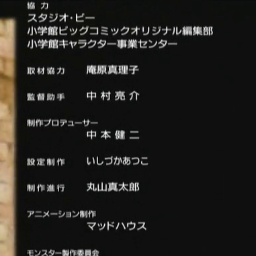 協力
スタジオ・ビー
小学館ビッグコミックオリジナル編集部
小学館キャラクター事業センター
取材協力 庵原真理子
監督助手 中村亮介
制作プロデューサー
中本健二
設定制作 いしづかあつこ
制作進行 丸山真太郎
アニメーション制作
マッドハウス
モンスター製作委員会